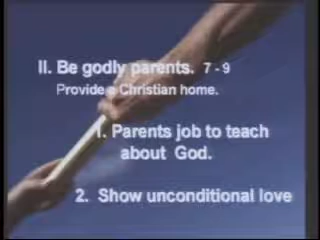 II. Be godly parents. 7 - 9
Provide a Christian home.
1. Parents job to teach
about God.
2. Show unconditional love